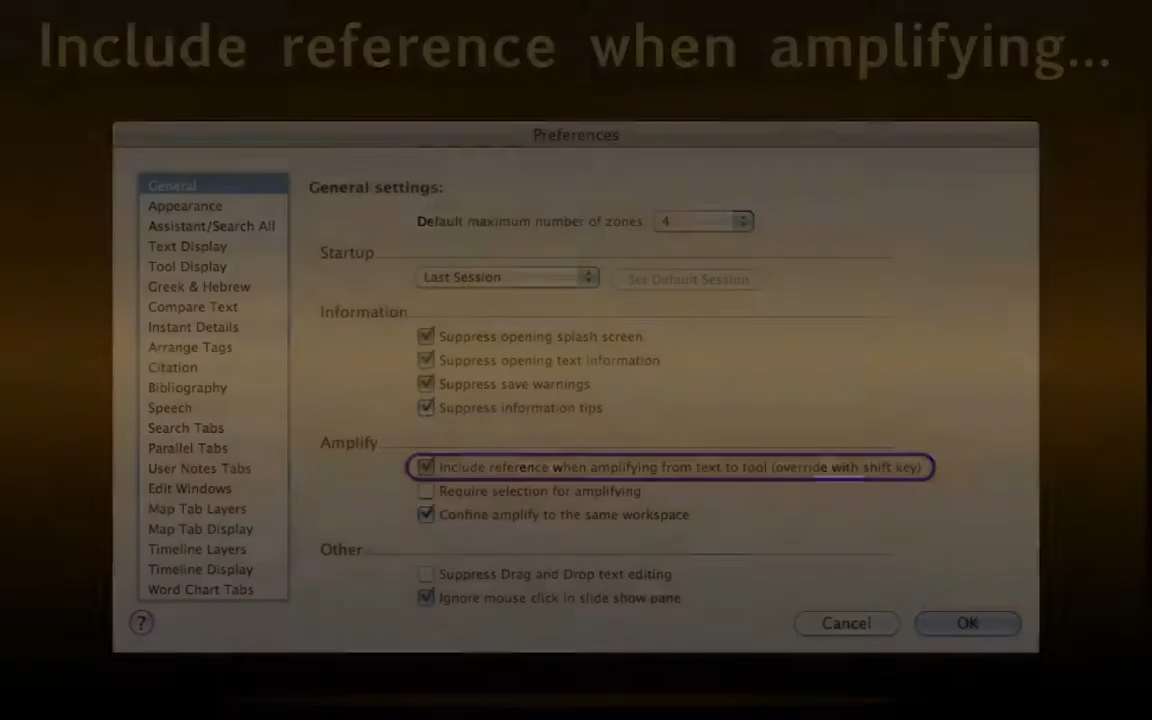 Include reference when amplifying...
Preferences
General
Appearance
Assistant/Search All
Text Display
Tool Display
Greek & Hebrew
Compare Text
Instant Details
Arrange Tags
Citation
Bibliography
Speech
Search Tabs
Parallel Tabs
User Notes Tabs
Edit Windows
Map Tab Layers
Map Tab Display
Timeline Layers
Timeline Display
Word Chart Tabs
?
General settings:
Default maximum number of zones 4
Startup
Last Session Set Default Session
Information
Suppress opening splash screen
Suppress opening text information
Suppress save warnings
Suppress information tips
Amplify
Include reference when amplifying from text to tool (override with shift key)
Require selection for amplifying
Confine amplify to the same workspace
Other
Suppress Drag and Drop text editing
Ignore mouse click in slide show pane
Cancel OK